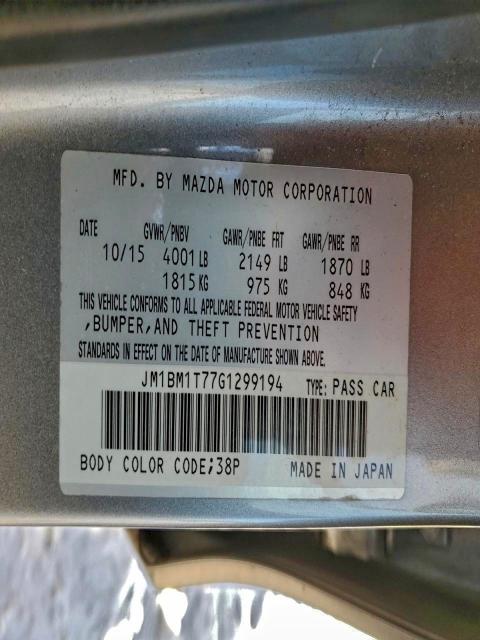 MFD. BY MAZDA MOTOR CORPORATION
DATE GVWR/PNBV GAWR/PNBE FRT GAWR/PNBE RR
10/15 4001 LB 2149 LB 1870 LB
1815 KG 975 KG 848 KG
THIS VEHICLE CONFORMS TO ALL APPLICABLE FEDERAL MOTOR VEHICLE SAFETY
,BUMPER,AND THEFT PREVENTION
STANDARDS IN EFFECT ON THE DATE OF MANUFACTURE SHOWN ABOVE.
JM1BM1T77G1299194 TYPE: PASS CAR
BODY COLOR CODE;38P MADE IN JAPAN